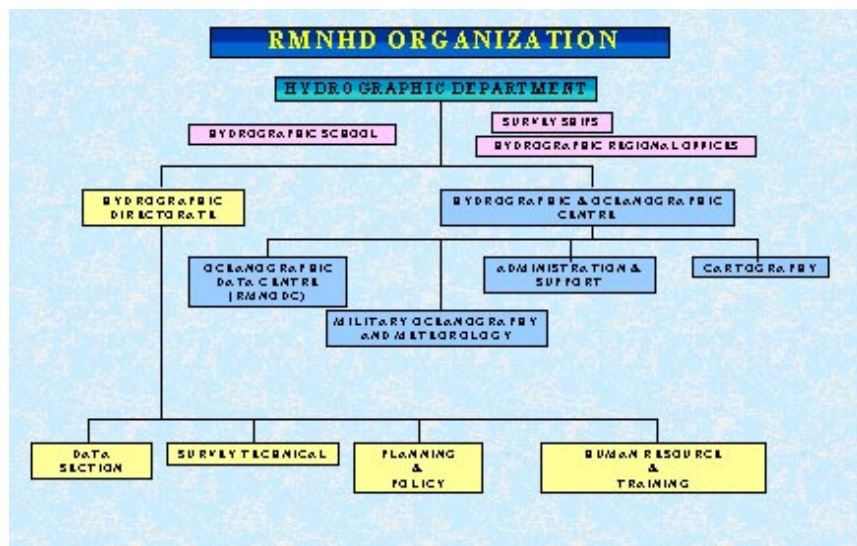 RMNHD ORGANIZATION
HYDROGRAPHIC DEPARTMENT
SURVEY SHIPS
HYDROGRAPHIC SCHOOL
HYDROGRAPHIC REGIONAL OFFICES
HYDROGRAPHIC
DIRECTORATE
HYDROGRAPHIC & OCEANOGRAPHIC
CENTRE
OCEANOGRAPHIC
DATA CENTRE
(RMNODC)
ADMINISTRATION &
SUPPORT
CARTOGRAPHY
MILITARY OCEANOGRAPHY
AND METEOROLOGY
DATA
SECTION
SURVEY TECHNICAL
PLANNING
&
POLICY
HUMAN RESOURCE
&
TRAINING